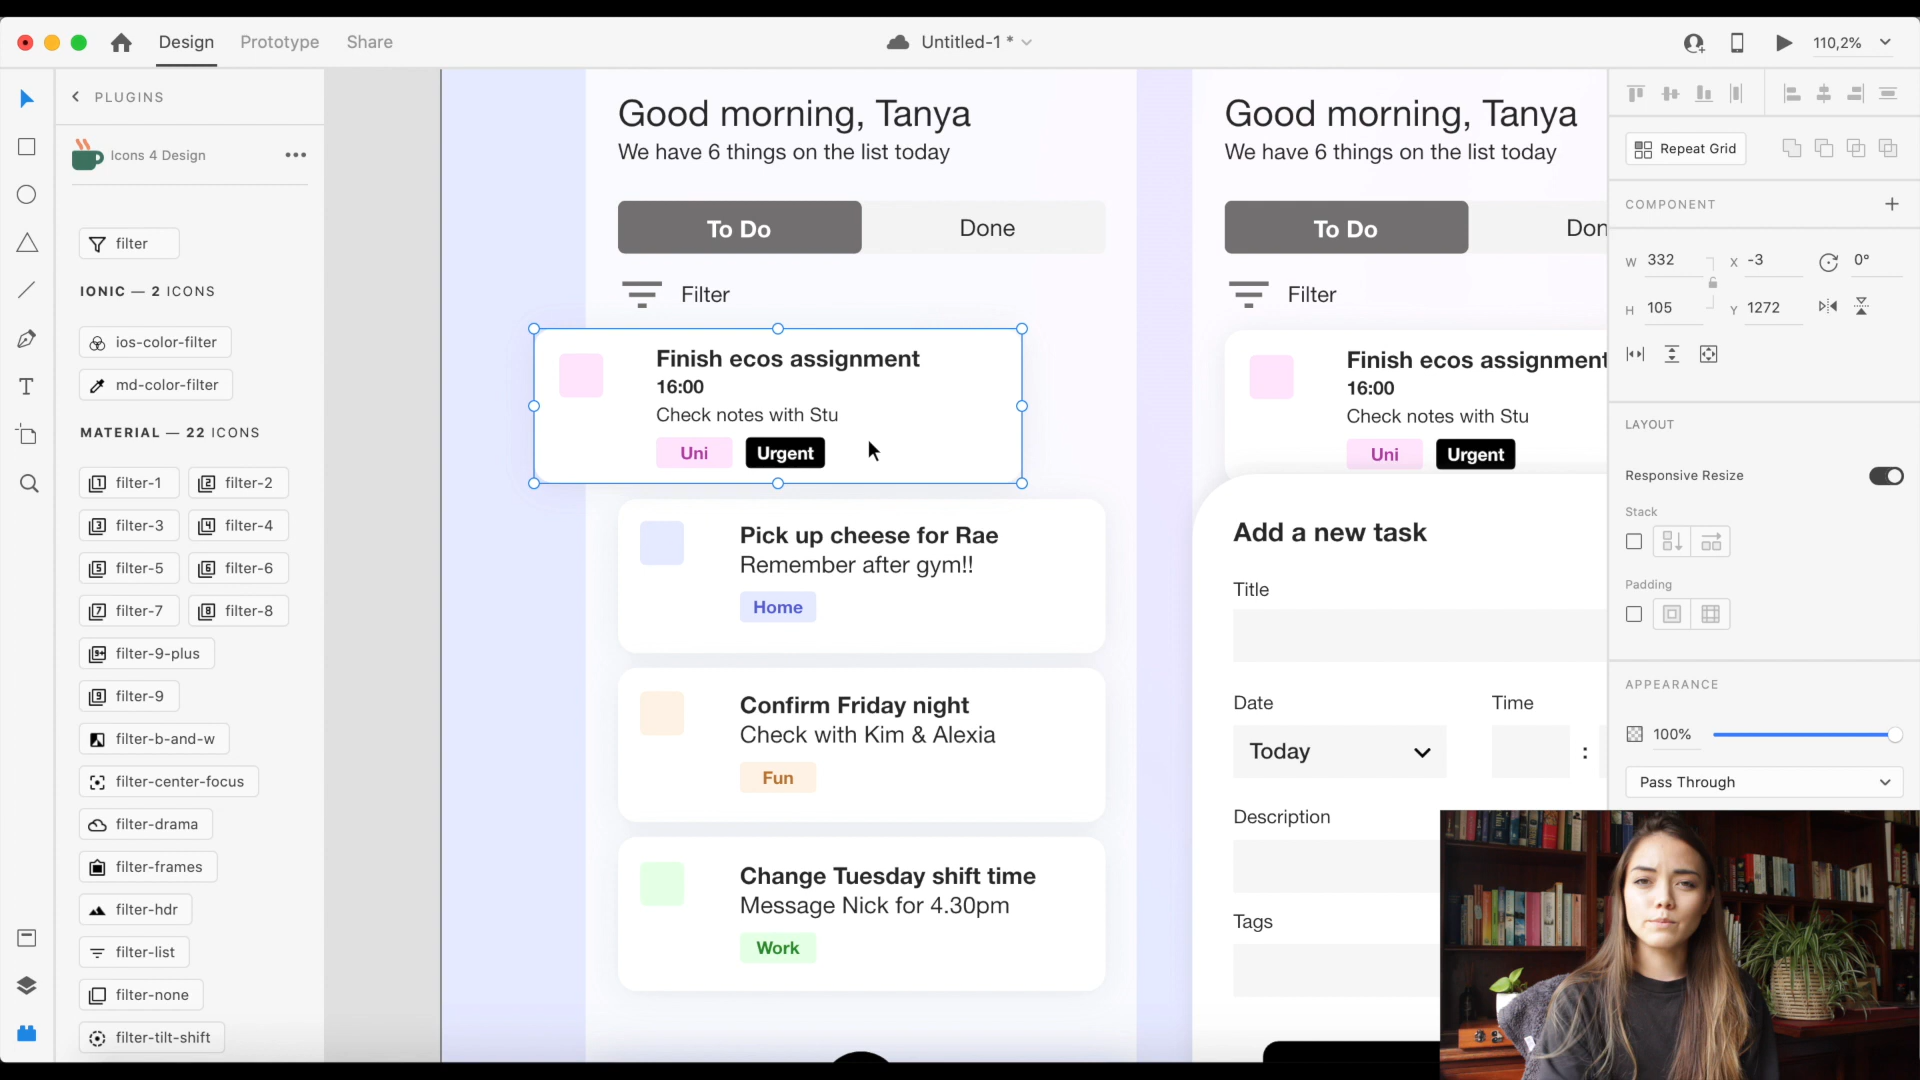 Design
Prototype
Share
Untitled-1 *
110,2%
PLUGINS
Icons 4 Design
filter
IONIC — 2 ICONS
ios-color-filter
md-color-filter
MATERIAL — 22 ICONS
filter-1
filter-2
filter-3
filter-4
filter-5
filter-6
filter-7
filter-8
filter-9-plus
filter-9
filter-b-and-w
filter-center-focus
filter-drama
filter-frames
filter-hdr
filter-list
filter-none
filter-tilt-shift
Good morning, Tanya
We have 6 things on the list today
To Do
Done
Filter
Finish ecos assignment
16:00
Check notes with Stu
Uni
Urgent
Pick up cheese for Rae
Remember after gym!!
Home
Confirm Friday night
Check with Kim & Alexia
Fun
Change Tuesday shift time
Message Nick for 4.30pm
Work
Good morning, Tanya
We have 6 things on the list today
To Do
Don
Filter
Finish ecos assignment
16:00
Check notes with Stu
Uni
Urgent
Add a new task
Title
Date
Time
Today
:
Description
Tags
Repeat Grid
COMPONENT
W 332
X -3
0°
H 105
Y 1272
LAYOUT
Responsive Resize
Stack
Padding
APPEARANCE
100%
Pass Through